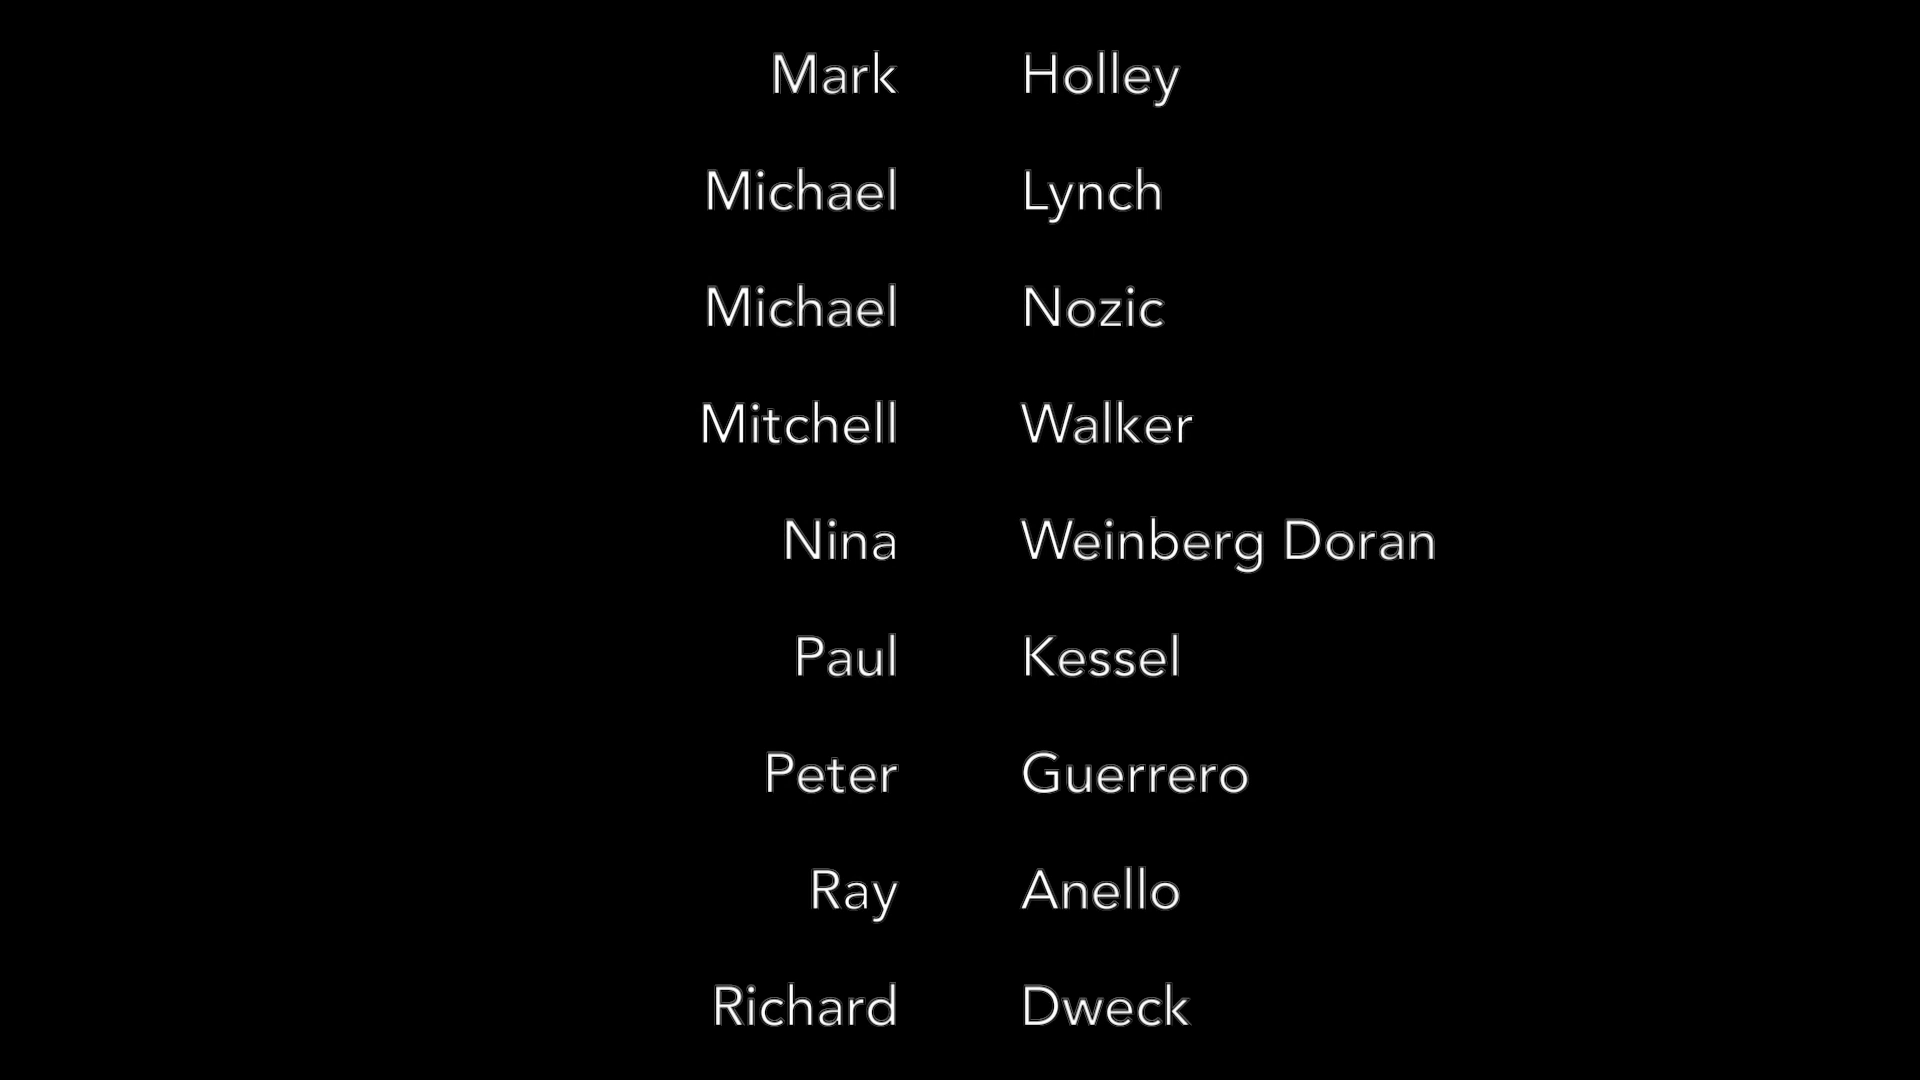 Mark Holley
Michael Lynch
Michael Nozic
Mitchell Walker
Nina Weinberg Doran
Paul Kessel
Peter Guerrero
Ray Anello
Richard Dweck